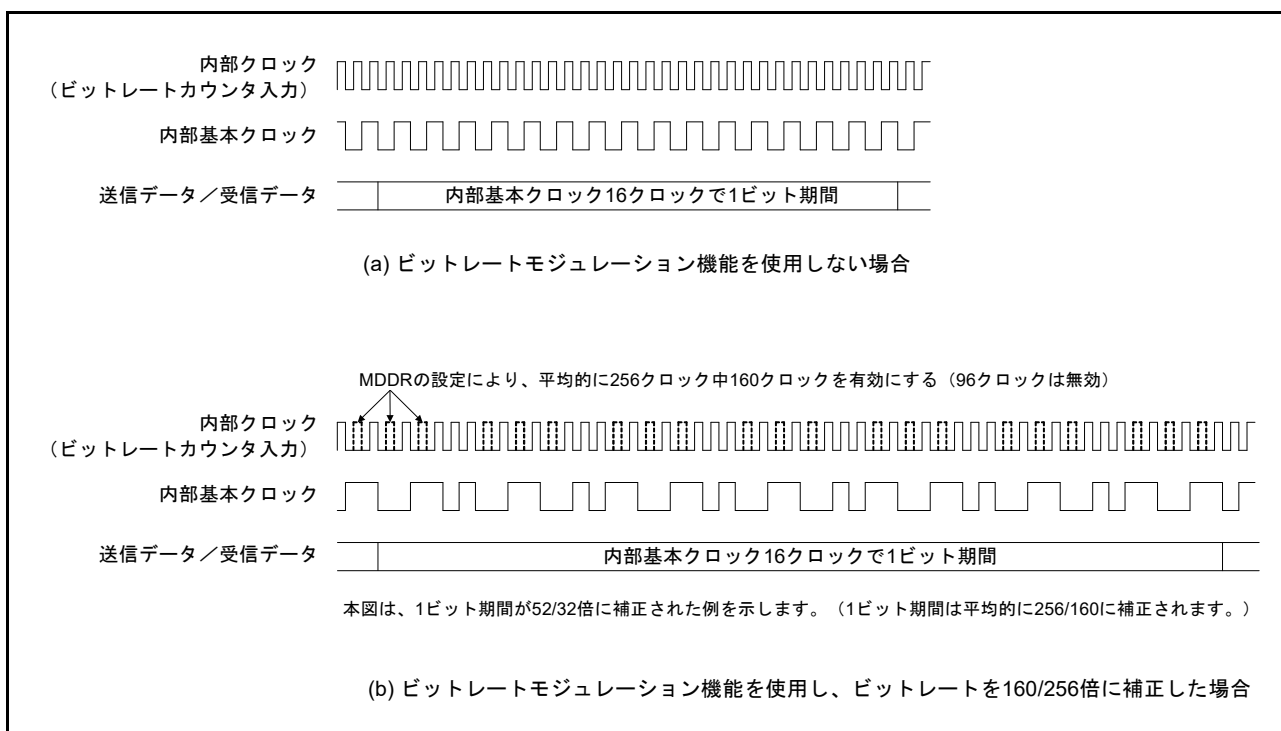 内部クロック
（ビットレートカウンタ入力）
内部基本クロック
送信データ／受信データ
内部基本クロック16クロックで1ビット期間
(a) ビットレートモジュレーション機能を使用しない場合
MDDRの設定により、平均的に256クロック中160クロックを有効にする（96クロックは無効）
内部クロック
（ビットレートカウンタ入力）
内部基本クロック
送信データ／受信データ
内部基本クロック16クロックで1ビット期間
本図は、1ビット期間が52/32倍に補正された例を示します。（1ビット期間は平均的に256/160に補正されます。）
(b) ビットレートモジュレーション機能を使用し、ビットレートを160/256倍に補正した場合